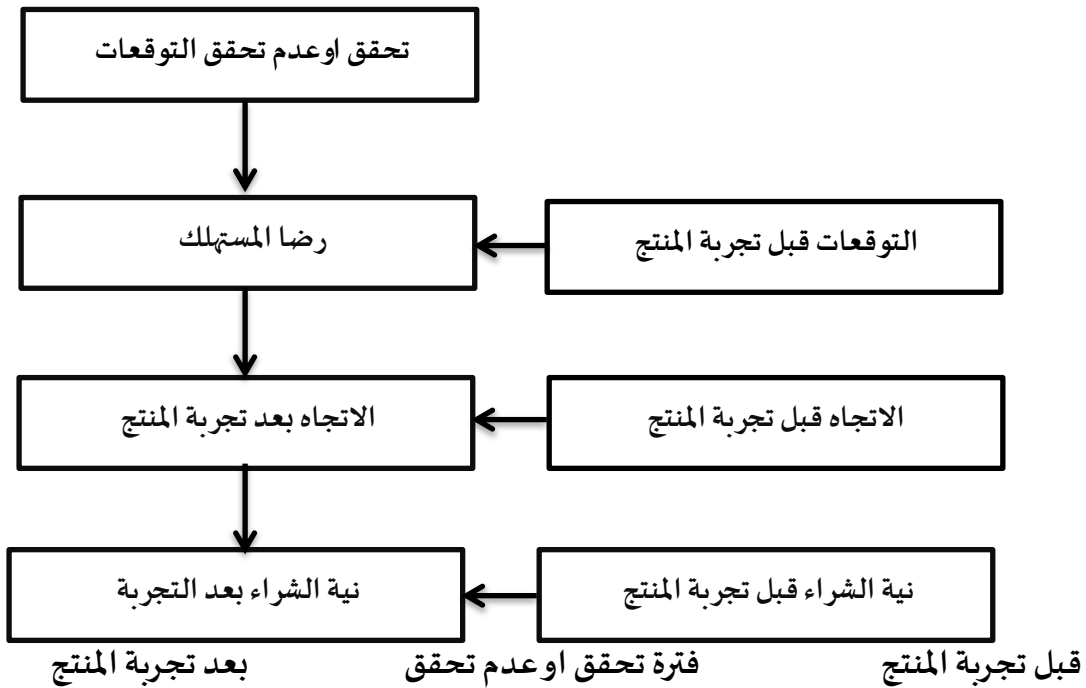 تحقق اوعدم تحقق التوقعات
التوقعات قبل تجربة المنتج
رضا المستهلك
الاتجاه قبل تجربة المنتج
الاتجاه بعد تجربة المنتج
نية الشراء قبل تجربة المنتج
نية الشراء بعد التجربة
قبل تجربة المنتج
فترة تحقق اوعدم تحقق
بعد تجربة المنتج